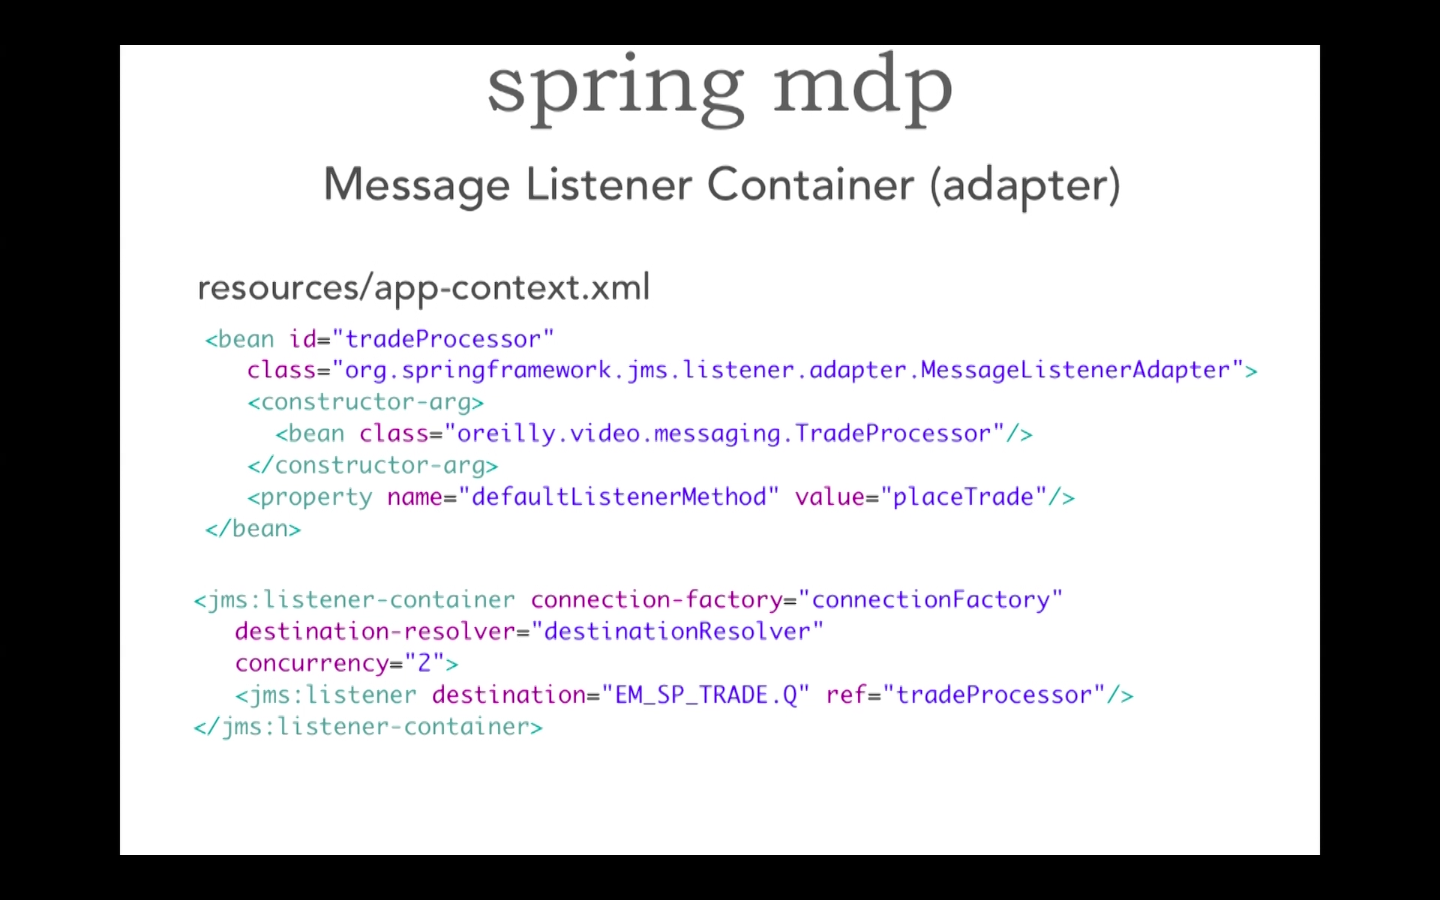 spring mdp
Message Listener Container (adapter)
resources/app-context.xml
<bean id="tradeProcessor"
class="org.springframework.jms.listener.adapter.MessageListenerAdapter">
<constructor-arg>
<bean class="oreilly.video.messaging.TradeProcessor"/>
</constructor-arg>
<property name="defaultListenerMethod" value="placeTrade"/>
</bean>
<jms:listener-container connection-factory="connectionFactory"
destination-resolver="destinationResolver"
concurrency="2">
<jms:listener destination="EM_SP_TRADE.Q" ref="tradeProcessor"/>
</jms:listener-container>